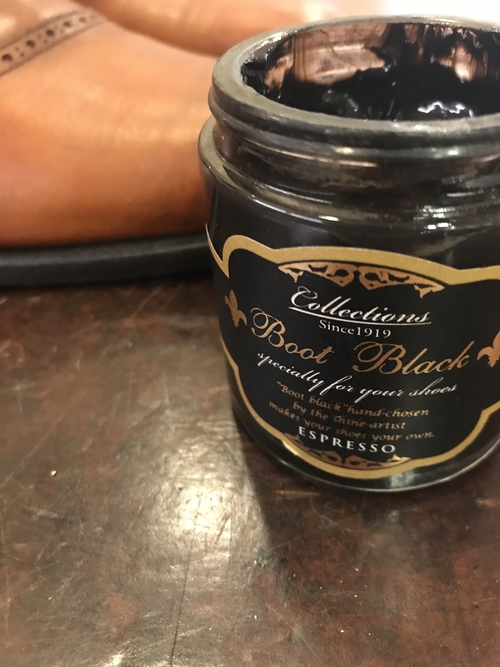 Collections
Since1919
Boot Black
specially for your shoes
"Boot black"hand-chosen
by the shine-artist
makes your shoes your own.
ESPRESSO